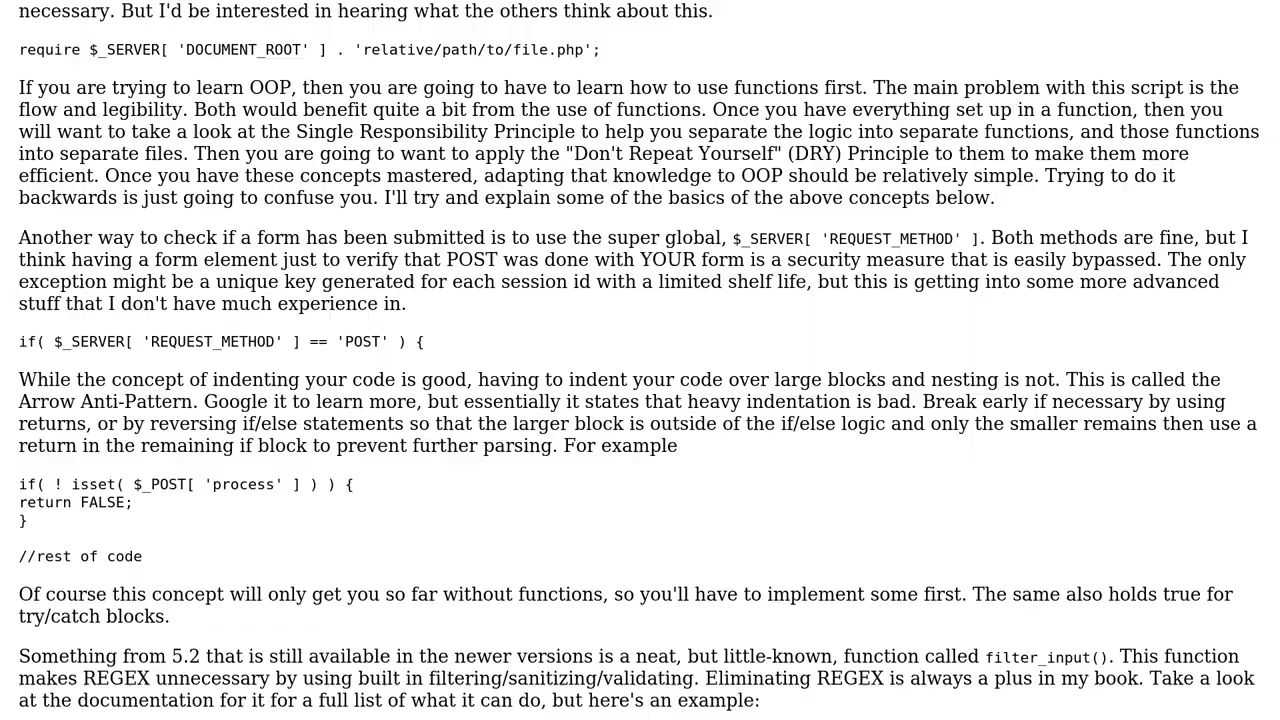 necessary. But I'd be interested in hearing what the others think about this.
require $_SERVER[ 'DOCUMENT_ROOT' ] . 'relative/path/to/file.php';
If you are trying to learn OOP, then you are going to have to learn how to use functions first. The main problem with this script is the
flow and legibility. Both would benefit quite a bit from the use of functions. Once you have everything set up in a function, then you
will want to take a look at the Single Responsibility Principle to help you separate the logic into separate functions, and those functions
into separate files. Then you are going to want to apply the "Don't Repeat Yourself" (DRY) Principle to them to make them more
efficient. Once you have these concepts mastered, adapting that knowledge to OOP should be relatively simple. Trying to do it
backwards is just going to confuse you. I'll try and explain some of the basics of the above concepts below.
Another way to check if a form has been submitted is to use the super global, $_SERVER[ 'REQUEST_METHOD' ]. Both methods are fine, but I
think having a form element just to verify that POST was done with YOUR form is a security measure that is easily bypassed. The only
exception might be a unique key generated for each session id with a limited shelf life, but this is getting into some more advanced
stuff that I don't have much experience in.
if( $_SERVER[ 'REQUEST_METHOD' ] == 'POST' ) {
While the concept of indenting your code is good, having to indent your code over large blocks and nesting is not. This is called the
Arrow Anti-Pattern. Google it to learn more, but essentially it states that heavy indentation is bad. Break early if necessary by using
returns, or by reversing if/else statements so that the larger block is outside of the if/else logic and only the smaller remains then use a
return in the remaining if block to prevent further parsing. For example
if( ! isset( $_POST[ 'process' ] ) ) {
return FALSE;
}
//rest of code
Of course this concept will only get you so far without functions, so you'll have to implement some first. The same also holds true for
try/catch blocks.
Something from 5.2 that is still available in the newer versions is a neat, but little-known, function called filter_input(). This function
makes REGEX unnecessary by using built in filtering/sanitizing/validating. Eliminating REGEX is always a plus in my book. Take a look
at the documentation for it for a full list of what it can do, but here's an example: